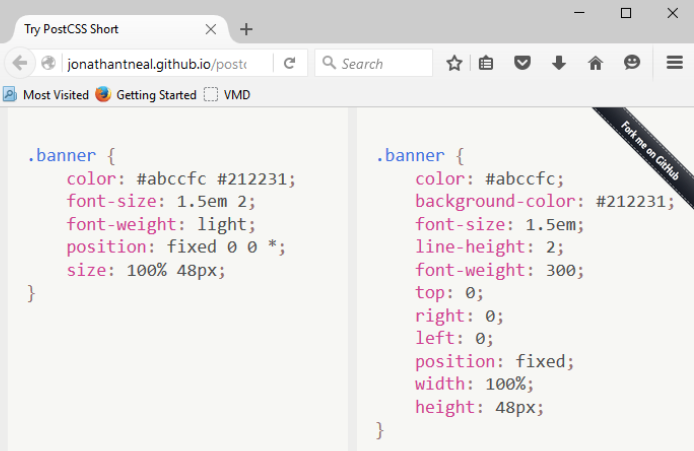 Try PostCSS Short
jonathantneal.github.io/postc
Search
Most Visited Getting Started VMD
.banner {
color: #abccfc #212231;
font-size: 1.5em 2;
font-weight: light;
position: fixed 0 0 *;
size: 100% 48px;
}
.banner {
color: #abccfc;
background-color: #212231;
font-size: 1.5em;
line-height: 2;
font-weight: 300;
top: 0;
right: 0;
left: 0;
position: fixed;
width: 100%;
height: 48px;
}
Fork me on GitHub